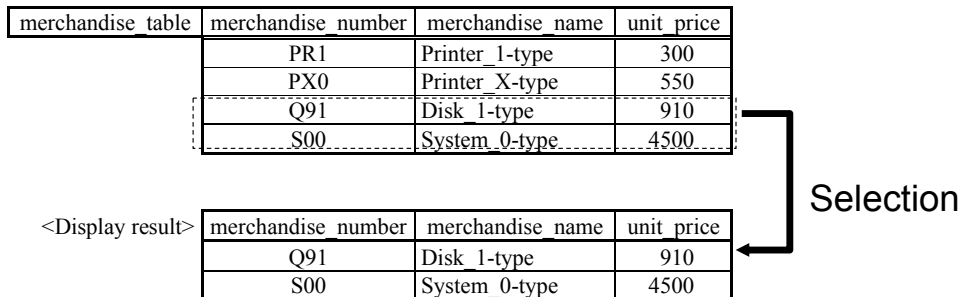 merchandise_table merchandise_number merchandise_name unit_price
PR1 Printer_1-type 300
PX0 Printer_X-type 550
Q91 Disk_1-type 910
S00 System_0-type 4500
Selection
<Display result> merchandise_number merchandise_name unit_price
Q91 Disk_1-type 910
S00 System_0-type 4500